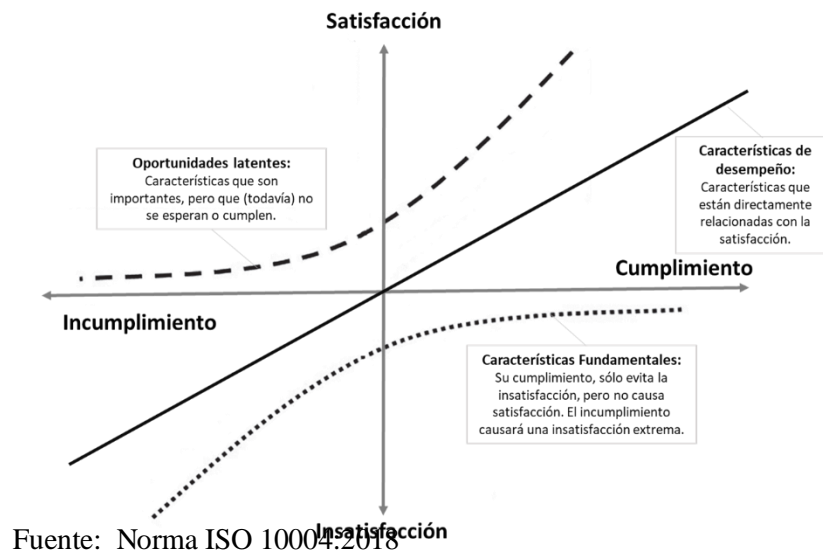 Satisfacción
Oportunidades latentes:
Características que son
importantes, pero que (todavía) no
se esperan o cumplen.
Características de
desempeño:
Características que
están directamente
relacionadas con la
satisfacción.
Cumplimiento
Incumplimiento
Características Fundamentales:
Su cumplimiento, sólo evita la
insatisfacción, pero no causa
satisfacción. El incumplimiento
causará una insatisfacción extrema.
Insatisfacción
Fuente: Norma ISO 10004:2018